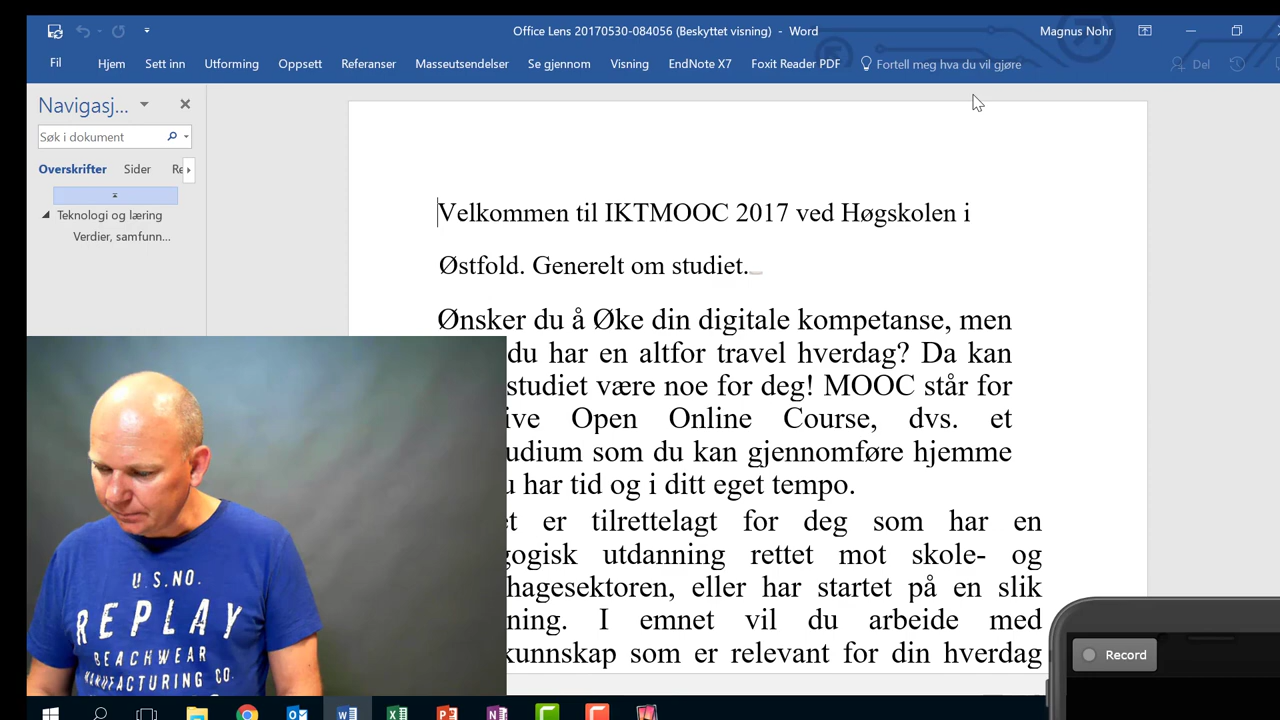 Office Lens 20170530-084056 (Beskyttet visning) - Word
Magnus Nohr
Fil Hjem Sett inn Utforming Oppsett Referanser Masseutsendelser Se gjennom Visning EndNote X7 Foxit Reader PDF Fortell meg hva du vil gjøre Del
Navigasj...
Søk i dokument
Overskrifter Sider Re
Teknologi og læring
Verdier, samfunn...
Velkommen til IKTMOOC 2017 ved Høgskolen i
Østfold. Generelt om studiet.
Ønsker du å Øke din digitale kompetanse, men
du har en altfor travel hverdag? Da kan
studiet være noe for deg! MOOC står for
ive Open Online Course, dvs. et
udium som du kan gjennomføre hjemme
u har tid og i ditt eget tempo.
et er tilrettelagt for deg som har en
gogisk utdanning rettet mot skole- og
hagesektoren, eller har startet på en slik
ning. I emnet vil du arbeide med
kunnskap som er relevant for din hverdag
U.S.NO.
REPLAY
BEACHWEAR
MANUFACTURING CO.
Record